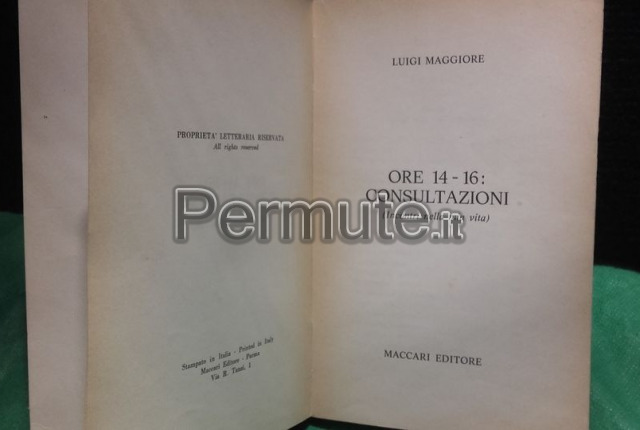 PROPRIETA' LETTERARIA RISERVATA
All rights reserved
Stampato in Italia - Printed in Italy
Maccari Editore - Parma
Via B. Tanzi, 1
LUIGI MAGGIORE
ORE 14 - 16:
CONSULTAZIONI
vita)
Permute.it
MACCARI EDITORE